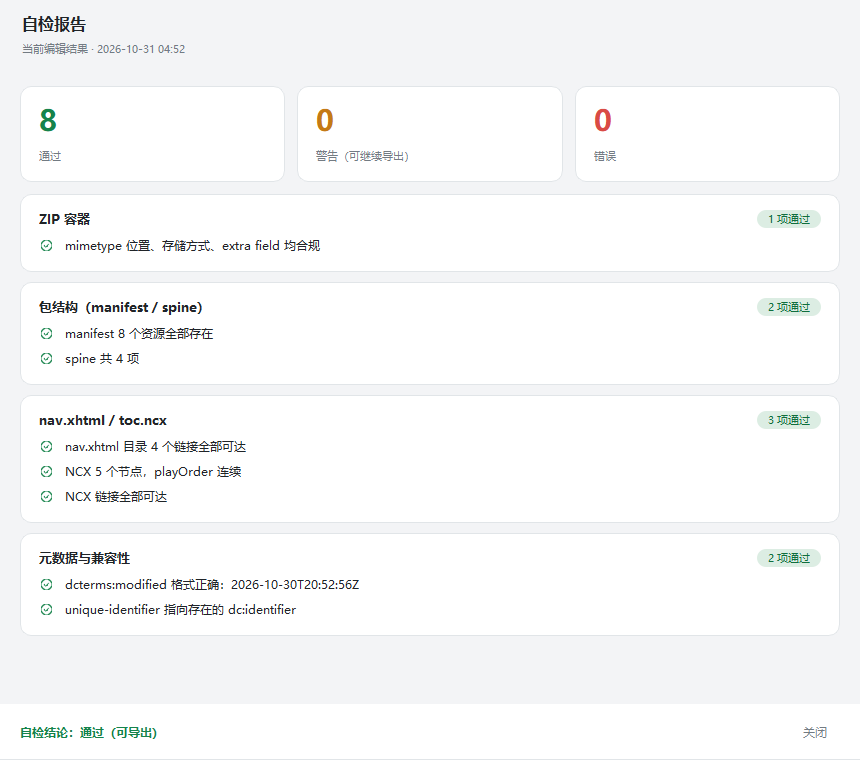 自检报告
当前编辑结果 · 2026-10-31 04:52
8
通过
0
警告（可继续导出）
0
错误
ZIP 容器
1 项通过
mimetype 位置、存储方式、extra field 均合规
包结构（manifest / spine）
2 项通过
manifest 8 个资源全部存在
spine 共 4 项
nav.xhtml / toc.ncx
3 项通过
nav.xhtml 目录 4 个链接全部可达
NCX 5 个节点，playOrder 连续
NCX 链接全部可达
元数据与兼容性
2 项通过
dcterms:modified 格式正确：2026-10-30T20:52:56Z
unique-identifier 指向存在的 dc:identifier
自检结论：通过（可导出）
关闭